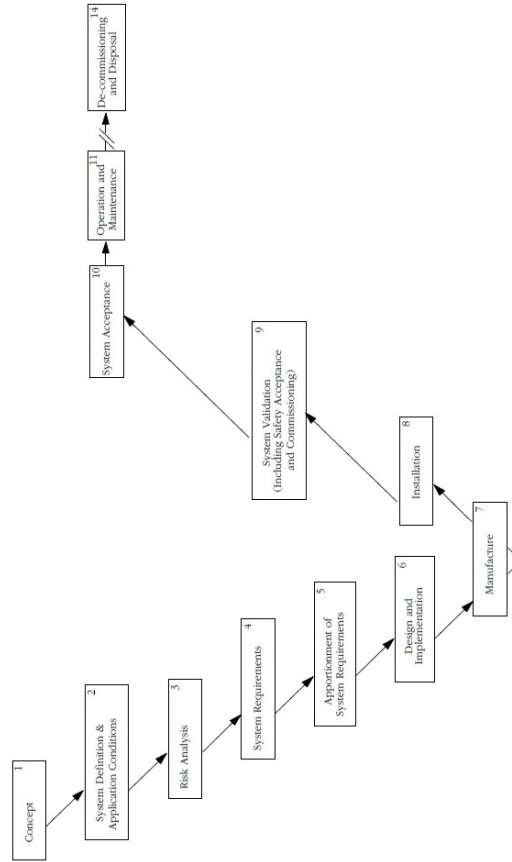 1
Concept
2
System Definition &
Application Conditions
3
Risk Analysis
4
System Requirements
5
Apportionment of
System Requirements
6
Design and
Implementation
7
Manufacture
8
Installation
9
System Validation
(Including Safety Acceptance
and Commissioning)
10
System Acceptance
11
Operation and
Maintenance
14
De-commissioning
and Disposal